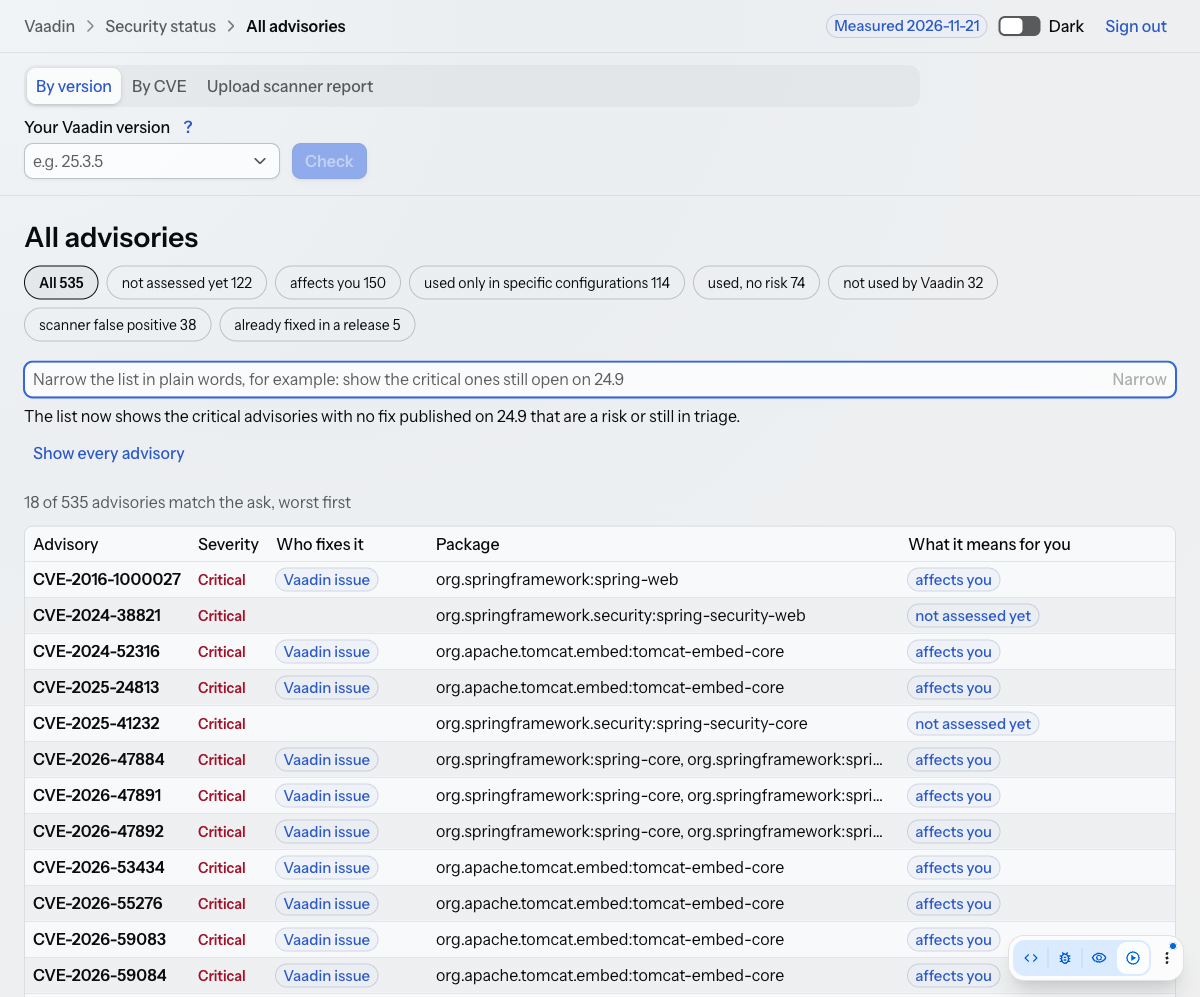 Vaadin > Security status > All advisories Measured 2026-11-21 Dark Sign out
By version By CVE Upload scanner report
Your Vaadin version ?
e.g. 25.3.5 Check
All advisories
All 535 not assessed yet 122 affects you 150 used only in specific configurations 114 used, no risk 74 not used by Vaadin 32
scanner false positive 38 already fixed in a release 5
Narrow the list in plain words, for example: show the critical ones still open on 24.9 Narrow
The list now shows the critical advisories with no fix published on 24.9 that are a risk or still in triage.
Show every advisory
18 of 535 advisories match the ask, worst first
Advisory Severity Who fixes it Package What it means for you
CVE-2016-1000027 Critical Vaadin issue org.springframework:spring-web affects you
CVE-2024-38821 Critical org.springframework.security:spring-security-web not assessed yet
CVE-2024-52316 Critical Vaadin issue org.apache.tomcat.embed:tomcat-embed-core affects you
CVE-2025-24813 Critical Vaadin issue org.apache.tomcat.embed:tomcat-embed-core affects you
CVE-2025-41232 Critical org.springframework.security:spring-security-core not assessed yet
CVE-2026-47884 Critical Vaadin issue org.springframework:spring-core, org.springframework:spri... affects you
CVE-2026-47891 Critical Vaadin issue org.springframework:spring-core, org.springframework:spri... affects you
CVE-2026-47892 Critical Vaadin issue org.springframework:spring-core, org.springframework:spri... affects you
CVE-2026-53434 Critical Vaadin issue org.apache.tomcat.embed:tomcat-embed-core affects you
CVE-2026-55276 Critical Vaadin issue org.apache.tomcat.embed:tomcat-embed-core affects you
CVE-2026-59083 Critical Vaadin issue org.apache.tomcat.embed:tomcat-embed-core affects you
CVE-2026-59084 Critical Vaadin issue org.apache.tomcat.embed:tomcat-embed-core affects you